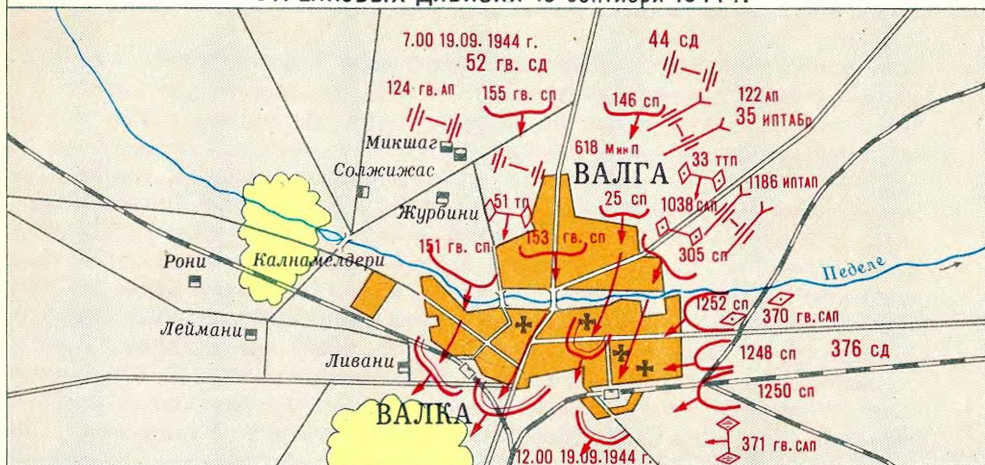 сентября 1944 г.
7.00 19.09.1944 г.
52 гв. СД
44 СД
124 гв. АП
155 гв. СП
146 СП
122 АП
35 ИПТАБр
Микшаг
618 Мин П
Солжижас
ВАЛГА
33 ТТП
1186 ИПТАП
Журбини
51 ТП
25 СП
1038 САП
151 гв. СП
153 гв. СП
305 СП
Рони
Калнамелдери
Педеле
1252 СП
370 гв. САП
Леймани
1248 СП
376 СД
Ливани
1250 СП
ВАЛКА
12.00 19.09.1944 г.
371 гв. САП